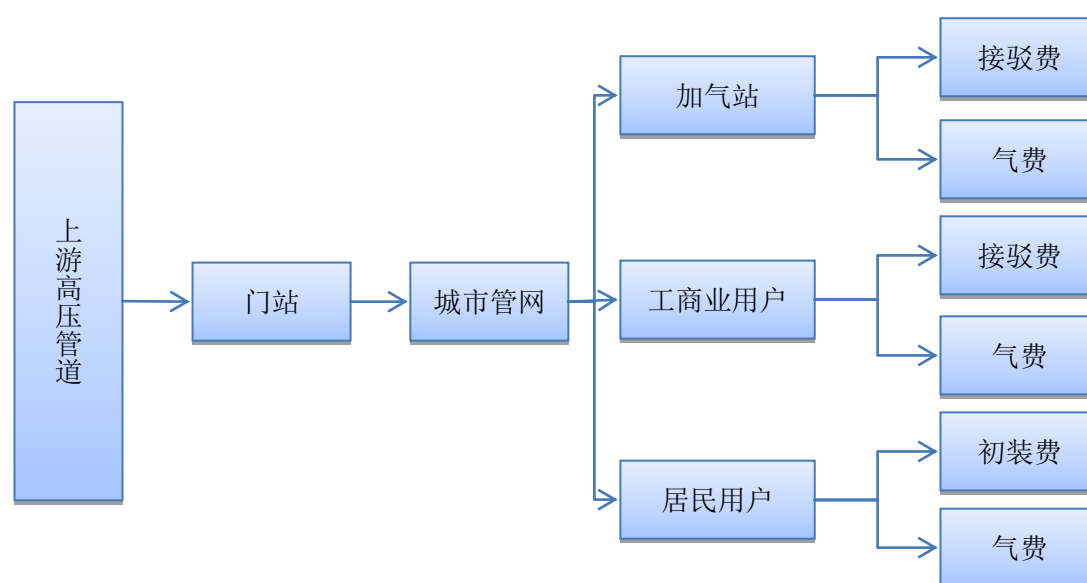 上游高压管道
门站
城市管网
加气站
接驳费
气费
工商业用户
接驳费
气费
居民用户
初装费
气费